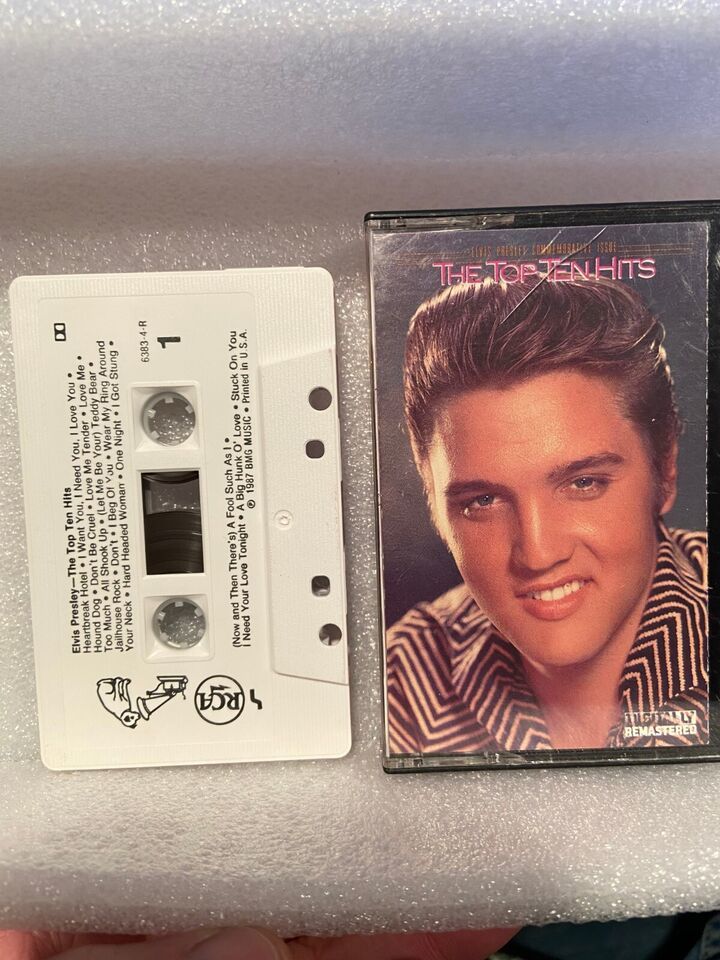 Elvis Presley—The Top Ten Hits
Heartbreak Hotel • I Want You, I Need You, I Love You •
Hound Dog • Don't Be Cruel • Love Me Tender • Love Me •
Too Much • All Shook Up • (Let Me Be Your) Teddy Bear •
Jailhouse Rock • Don't • I Beg Of You • Wear My Ring Around
Your Neck • Hard Headed Woman • One Night • I Got Stung •
6383-4-R
1
(Now and Then There's) A Fool Such As I •
I Need Your Love Tonight • A Big Hunk O' Love • Stuck On You
℗ 1987 BMG MUSIC • Printed in U.S.A.
RCA
ELVIS PRESLEY COMMEMORATIVE ISSUE
THE TOP TEN HITS
DIGITALLY
REMASTERED